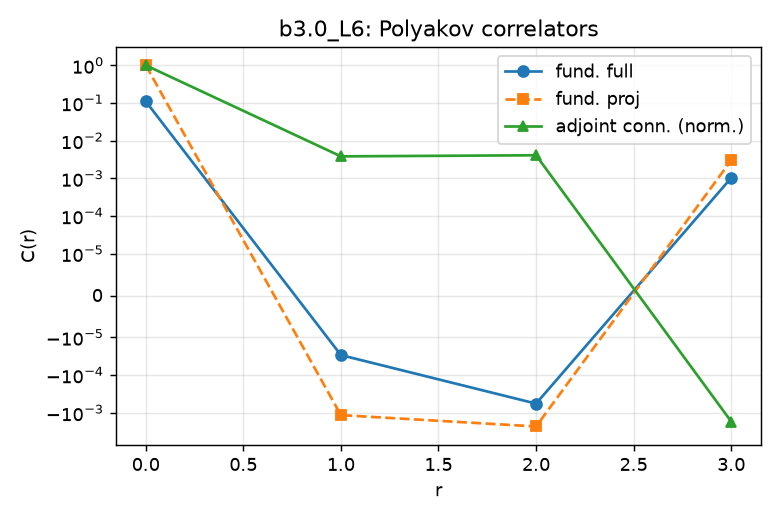 b3.0_L6: Polyakov correlators
fund. full
fund. proj
adjoint conn. (norm.)
C(r)
10⁰
10⁻¹
10⁻²
10⁻³
10⁻⁴
10⁻⁵
0
−10⁻⁵
−10⁻⁴
−10⁻³
0.0 0.5 1.0 1.5 2.0 2.5 3.0
r